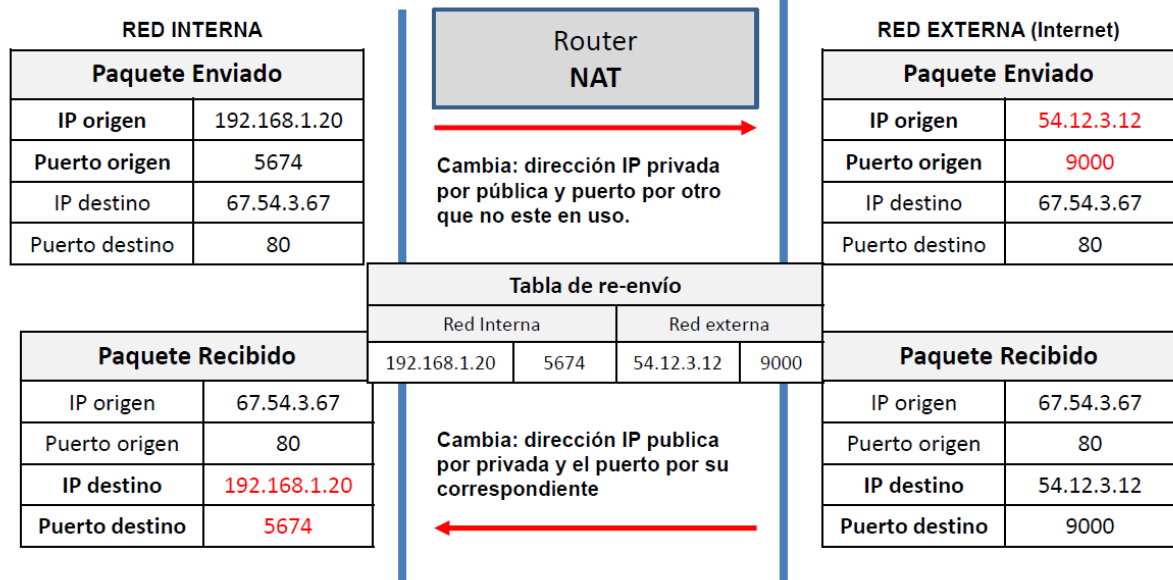 RED INTERNA
Paquete Enviado
IP origen 192.168.1.20
Puerto origen 5674
IP destino 67.54.3.67
Puerto destino 80
Router
NAT
Cambia: dirección IP privada
por pública y puerto por otro
que no este en uso.
RED EXTERNA (Internet)
Paquete Enviado
IP origen 54.12.3.12
Puerto origen 9000
IP destino 67.54.3.67
Puerto destino 80
Tabla de re-envío
Red Interna Red externa
192.168.1.20 5674 54.12.3.12 9000
Paquete Recibido
IP origen 67.54.3.67
Puerto origen 80
IP destino 192.168.1.20
Puerto destino 5674
Cambia: dirección IP publica
por privada y el puerto por su
correspondiente
Paquete Recibido
IP origen 67.54.3.67
Puerto origen 80
IP destino 54.12.3.12
Puerto destino 9000